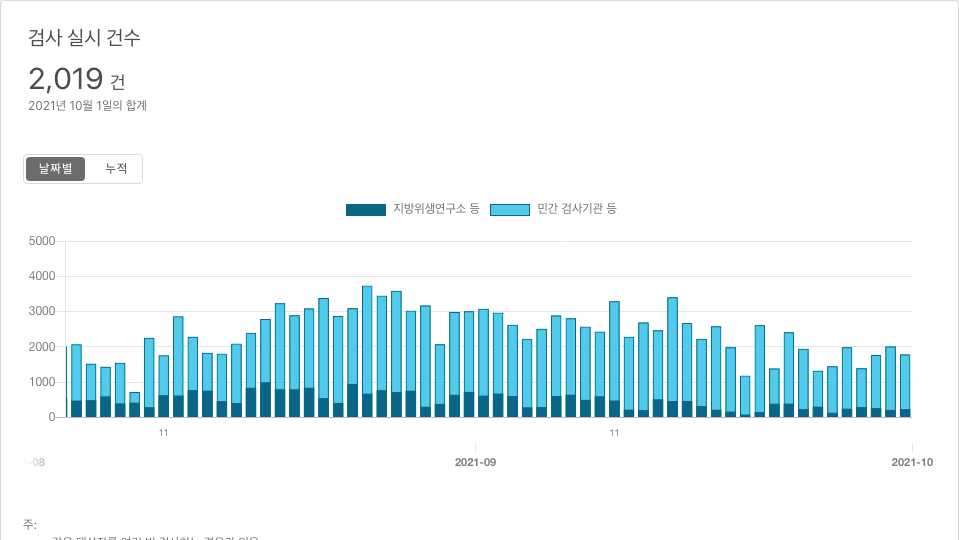 검사 실시 건수
2,019 건
2021년 10월 1일의 합계
날짜별 누적
지방위생연구소 등 민간 검사기관 등
5000
4000
3000
2000
1000
0
11 11
-08 2021-09 2021-10
주: